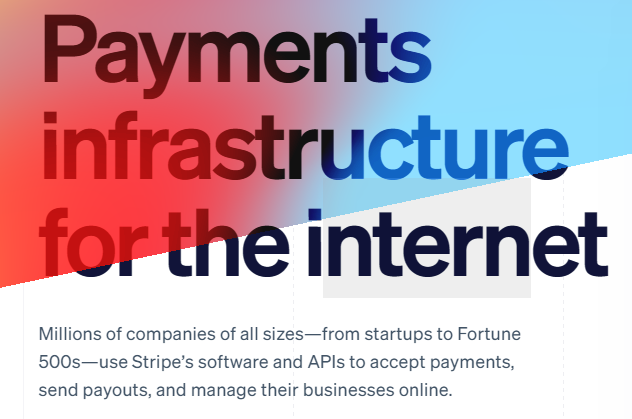 Payments
infrastructure
for the internet
Millions of companies of all sizes—from startups to Fortune
500s—use Stripe’s software and APIs to accept payments,
send payouts, and manage their businesses online.